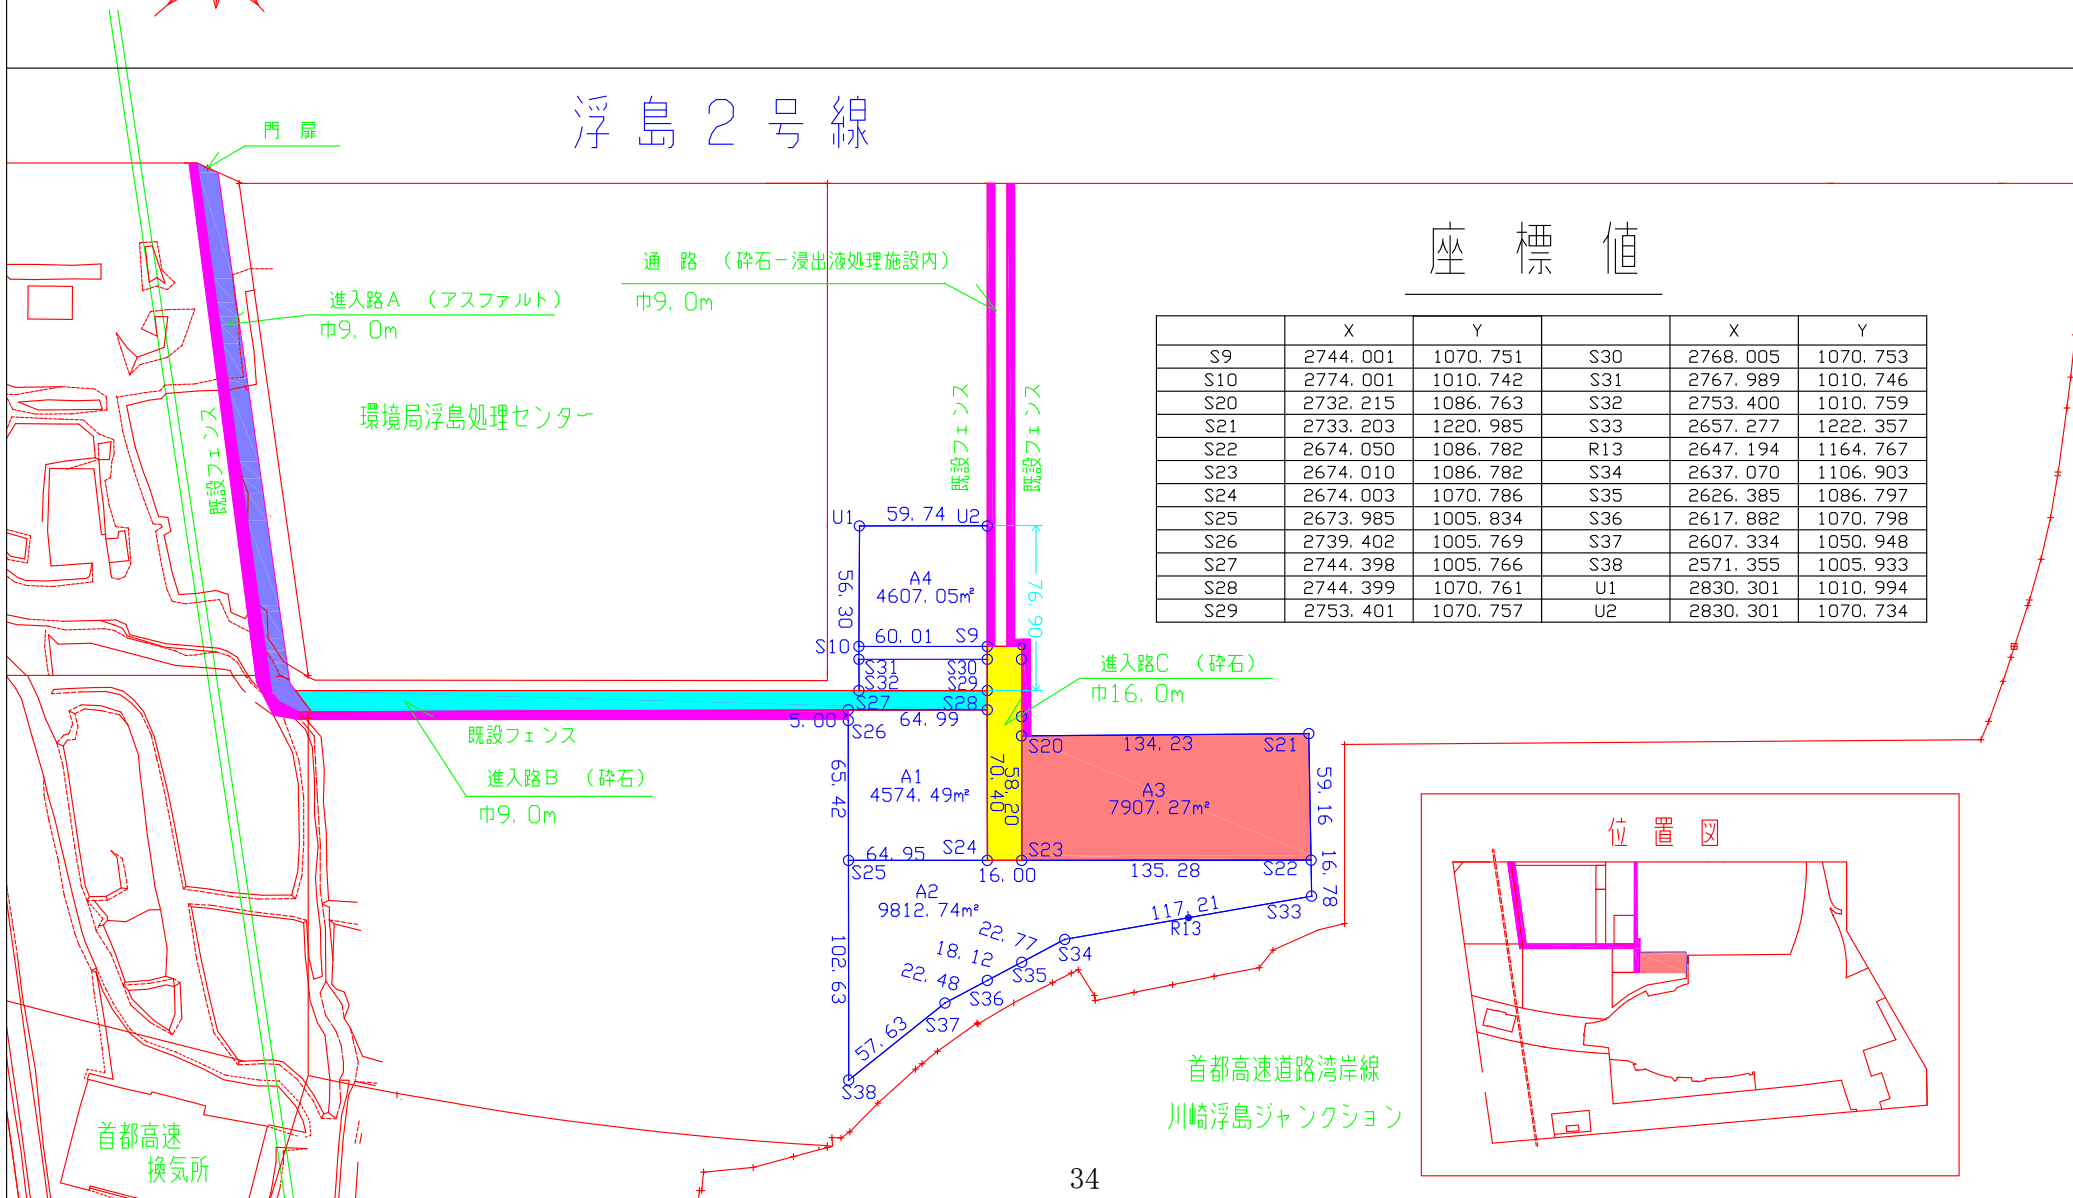 浮島２号線
門 扉
通 路 （砕石－浸出液処理施設内）
巾9. 0m
進入路A （アスファルト）
巾9. 0m
環境局浮島処理センター
既設フェンス
既設フェンス
既設フェンス
座 標 値
X Y X Y
S9 2744. 001 1070. 751 S30 2768. 005 1070. 753
S10 2774. 001 1010. 742 S31 2767. 989 1010. 746
S20 2732. 215 1086. 763 S32 2753. 400 1010. 759
S21 2733. 203 1220. 985 S33 2657. 277 1222. 357
S22 2674. 050 1086. 782 R13 2647. 194 1164. 767
S23 2674. 010 1086. 782 S34 2637. 070 1106. 903
S24 2674. 003 1070. 786 S35 2626. 385 1086. 797
S25 2673. 985 1005. 834 S36 2617. 882 1070. 798
S26 2739. 402 1005. 769 S37 2607. 334 1050. 948
S27 2744. 398 1005. 766 S38 2571. 355 1005. 933
S28 2744. 399 1070. 761 U1 2830. 301 1010. 994
S29 2753. 401 1070. 757 U2 2830. 301 1070. 734
U1 59. 74 U2
56. 30
A4
4607. 05㎡
76. 90
S10 60. 01 S9
S31 S30
S32 S29
S27 S28
5. 00 64. 99
S26
進入路C （砕石）
巾16. 0m
既設フェンス
進入路B （砕石）
巾9. 0m
65. 42
A1
4574. 49㎡
70. 40
58. 20
S20 134. 23 S21
A3
7907. 27㎡
59. 16
64. 95 S24 S23
S25 16. 00 135. 28 S22
16. 78
A2
9812. 74㎡
102. 63
117. 21
R13
S33
22. 77
S34
18. 12
S35
22. 48
S36
57. 63
S37
S38
位 置 図
首都高速道路湾岸線
川崎浮島ジャンクション
首都高速
換気所
34